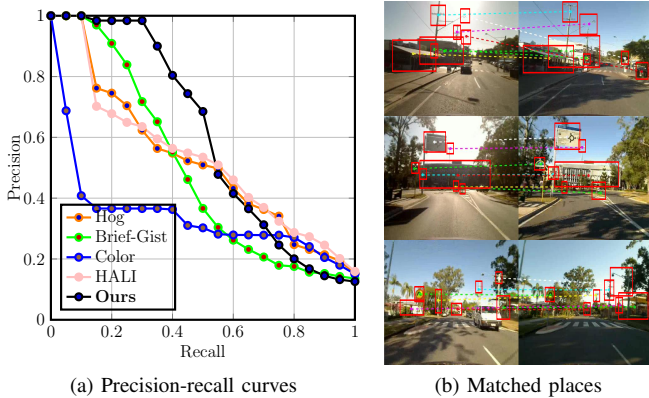 1
0.8
0.6
0.4
0.2
0
Precision
Hog
Brief-Gist
Color
HALI
Ours
0 0.2 0.4 0.6 0.8 1
Recall
(a) Precision-recall curves
(b) Matched places